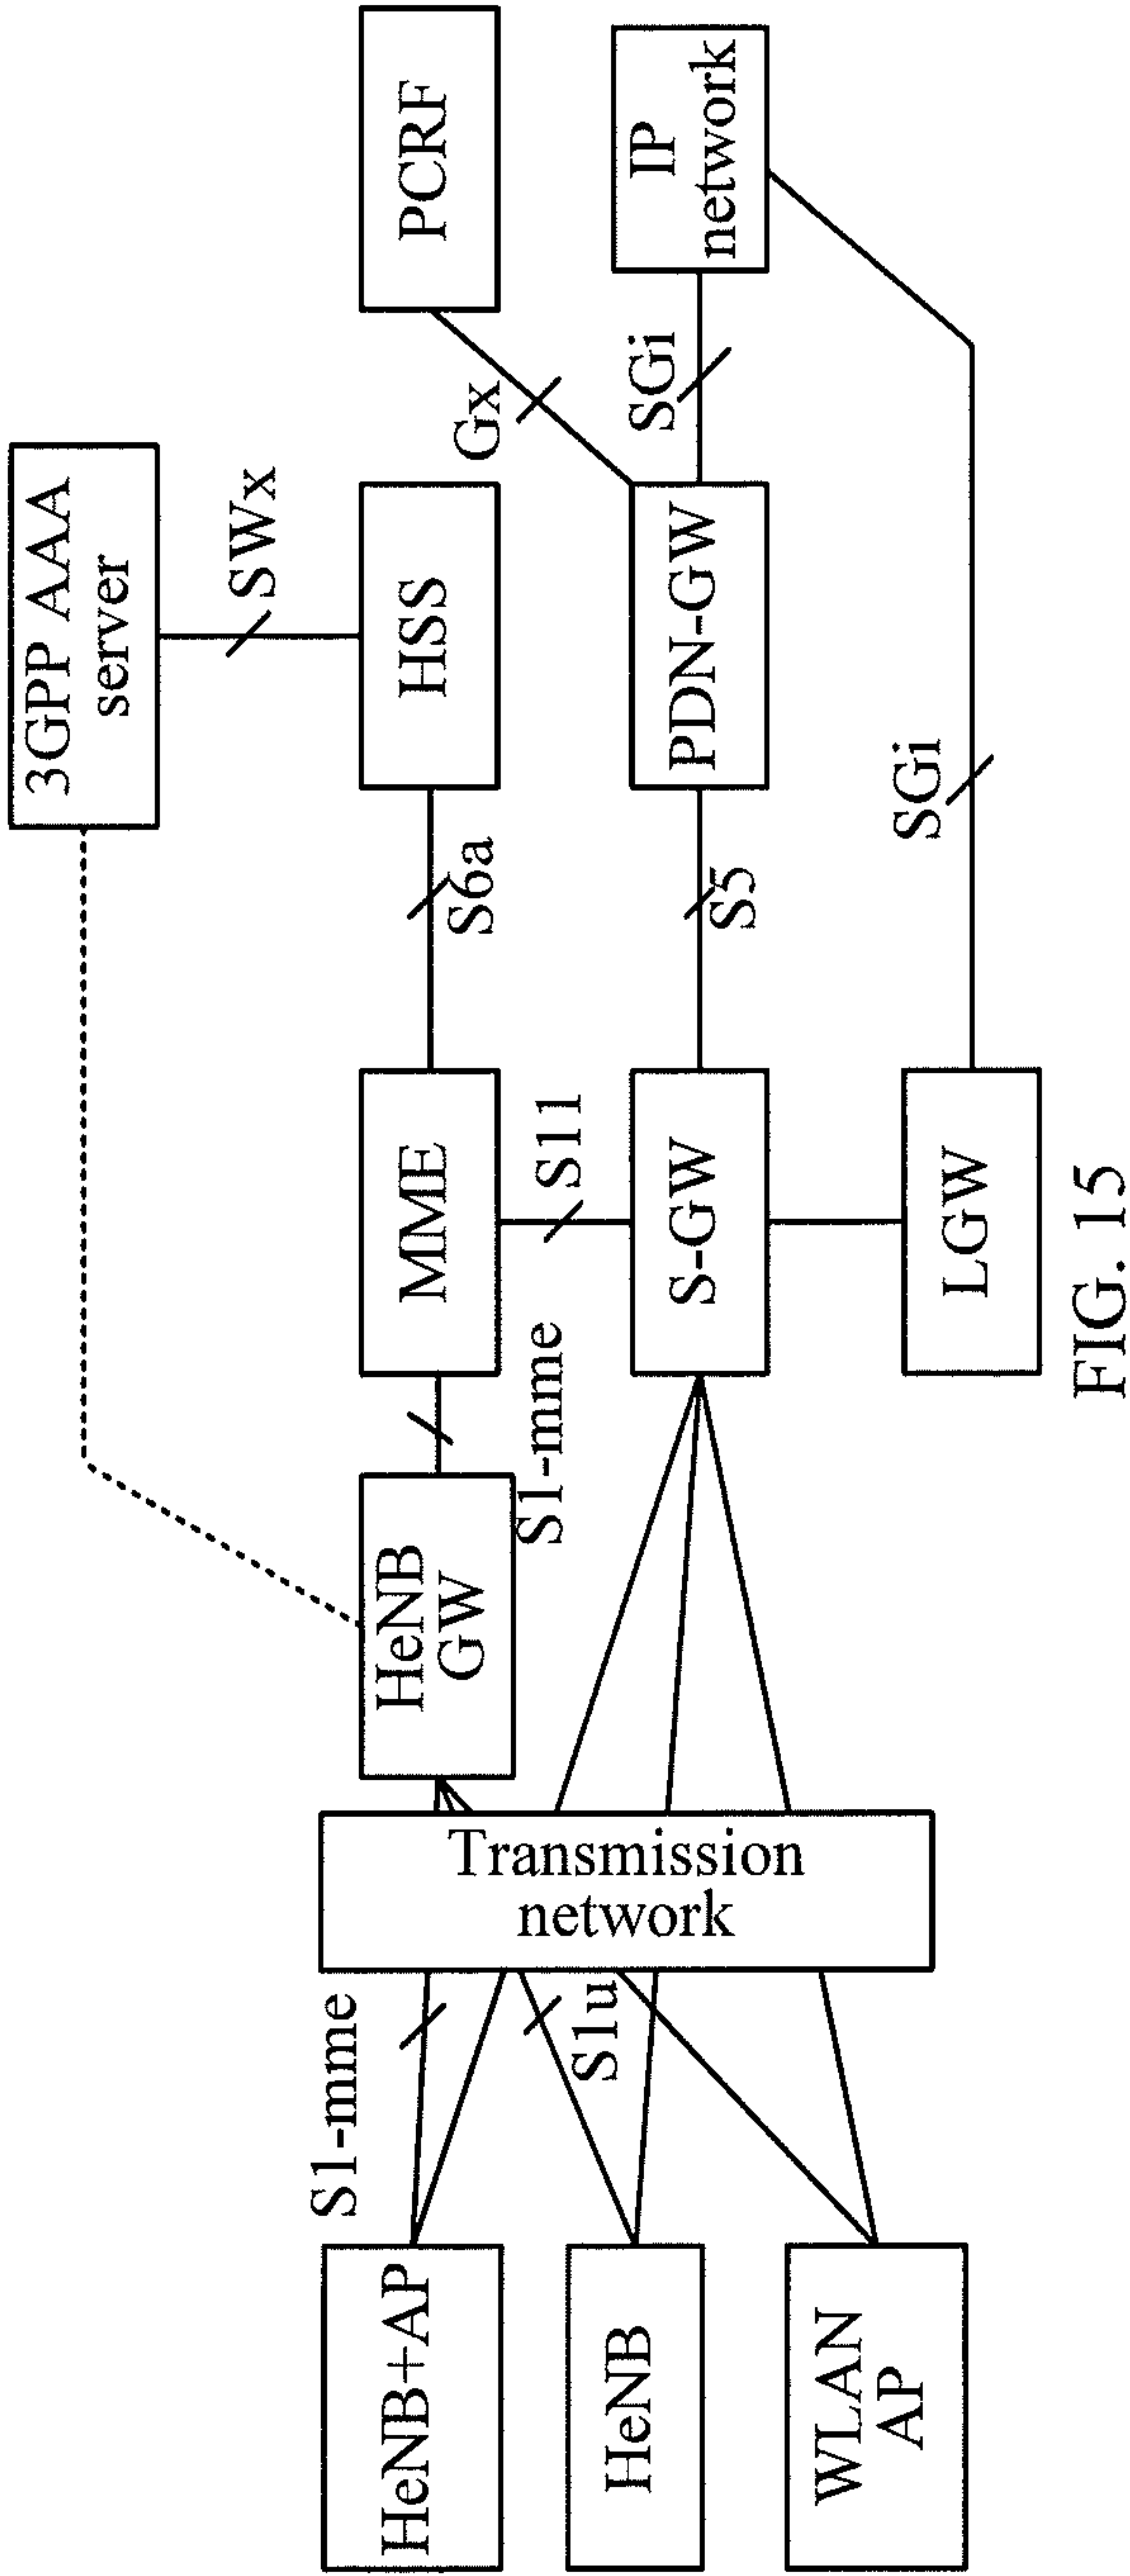 3GPP AAA
server
SWx
HeNB
GW
MME
S6a
HSS
Gx
PCRF
S1-mme
S1-mme
S11
HeNB+AP
HeNB
WLAN
AP
S1u
Transmission
network
S-GW
S5
PDN-GW
SGi
IP
network
LGW
SGi
FIG. 15